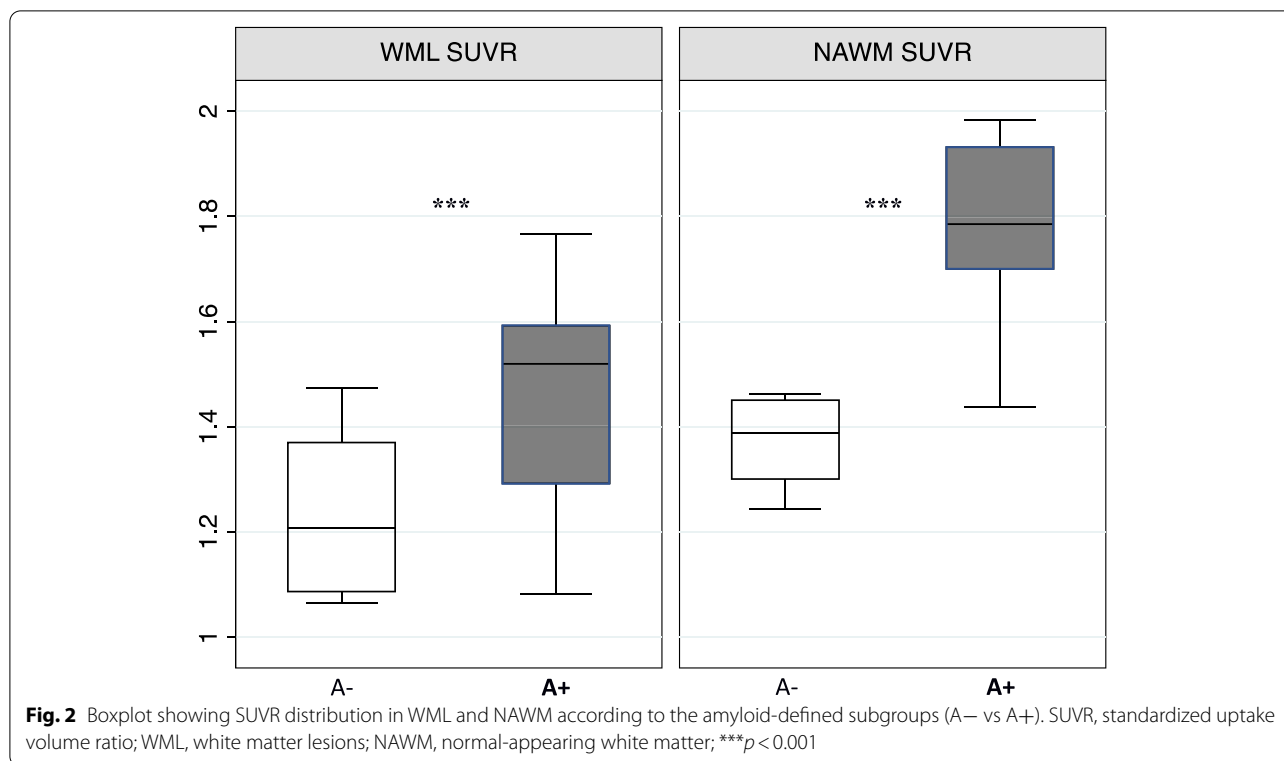 WML SUVR
NAWM SUVR
2
1.8
1.6
1.4
1.2
1
***
***
A-
A+
A-
A+
Fig. 2 Boxplot showing SUVR distribution in WML and NAWM according to the amyloid-defined subgroups (A− vs A+). SUVR, standardized uptake
volume ratio; WML, white matter lesions; NAWM, normal-appearing white matter; ***p < 0.001